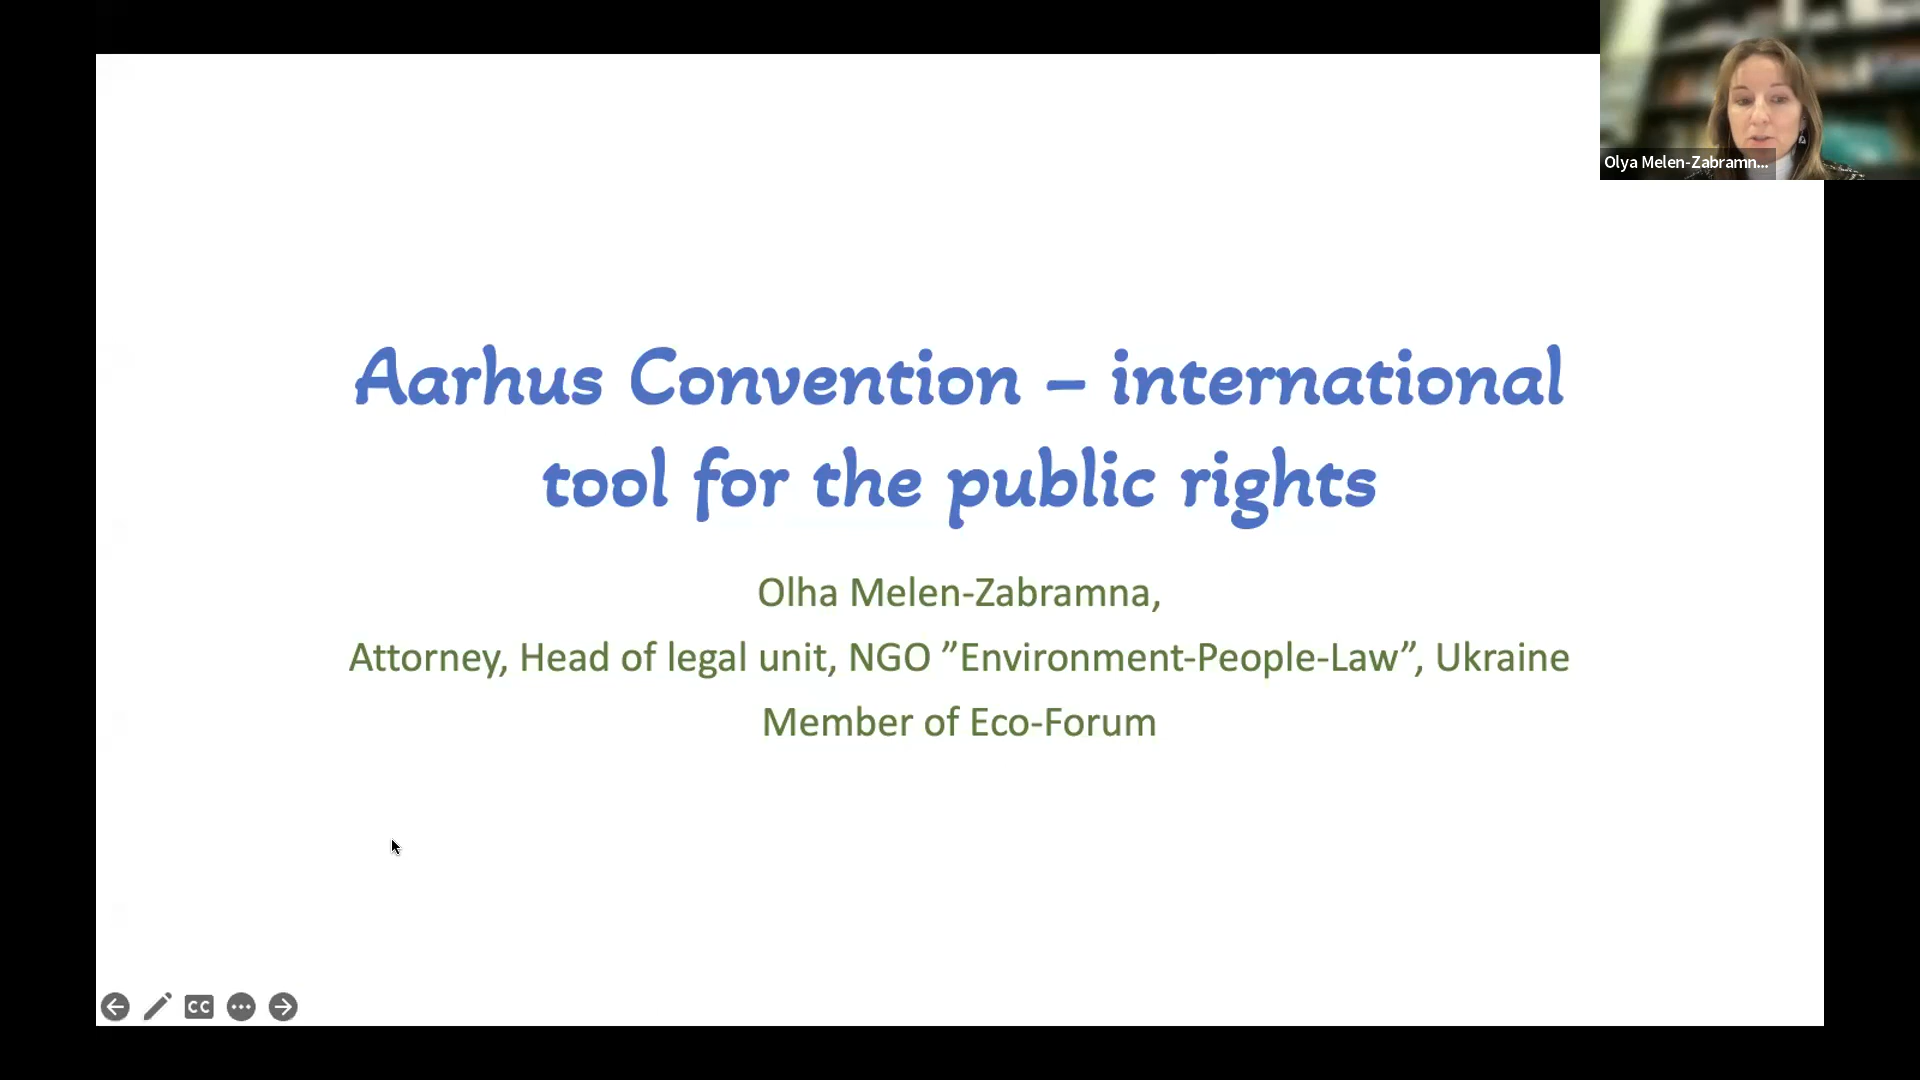 Olya Melen-Zabramn...
Aarhus Convention – international
tool for the public rights
Olha Melen-Zabramna,
Attorney, Head of legal unit, NGO ”Environment-People-Law”, Ukraine
Member of Eco-Forum
CC